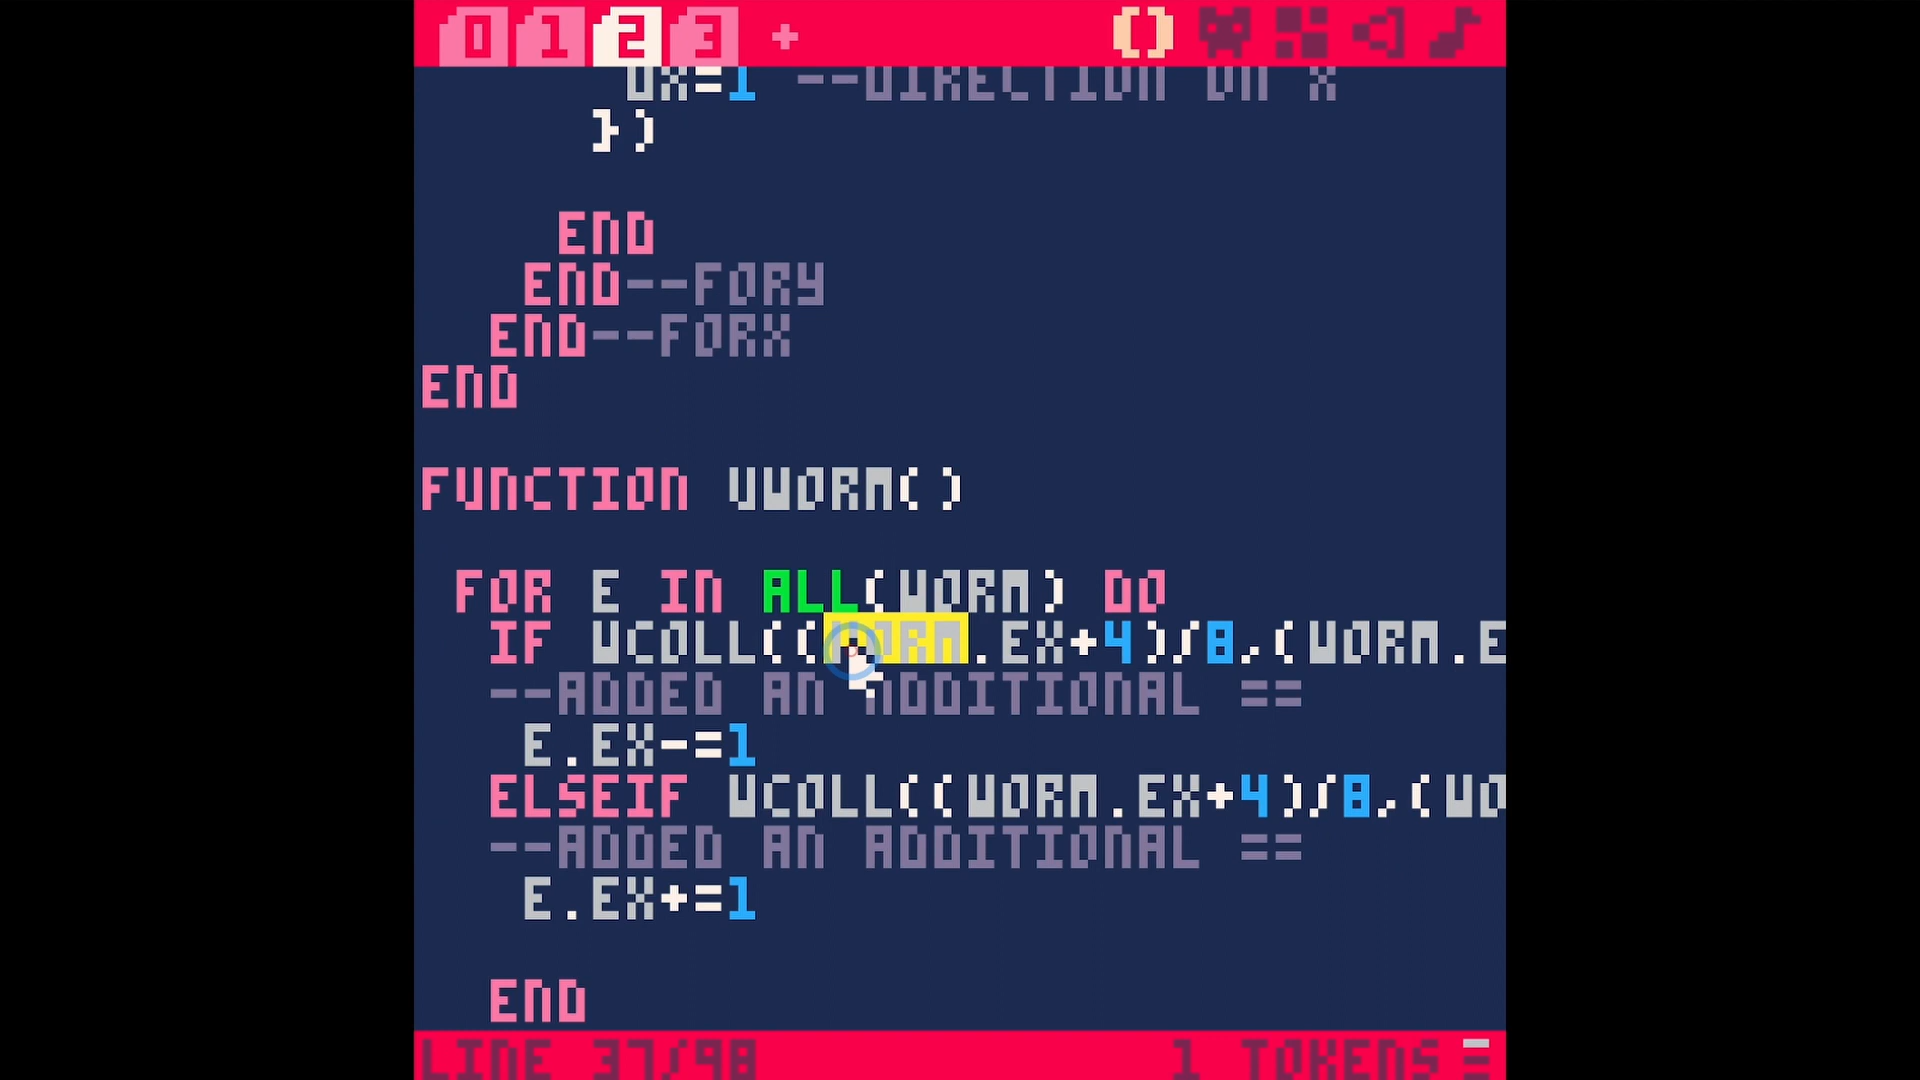 0 1 2 3 +
DX=1 --DIRECTION ON X
})
END
END--FORY
END--FORX
END
FUNCTION UWORM()
FOR E IN ALL(WORM) DO
IF WCOLL((WORM.EX+4)/8,(WORM.E
--ADDED AN ADDITIONAL ==
E.EX-=1
ELSEIF WCOLL((WORM.EX+4)/8,(WO
--ADDED AN ADDITIONAL ==
E.EX+=1
END
LINE 37/98 1 TOKENS